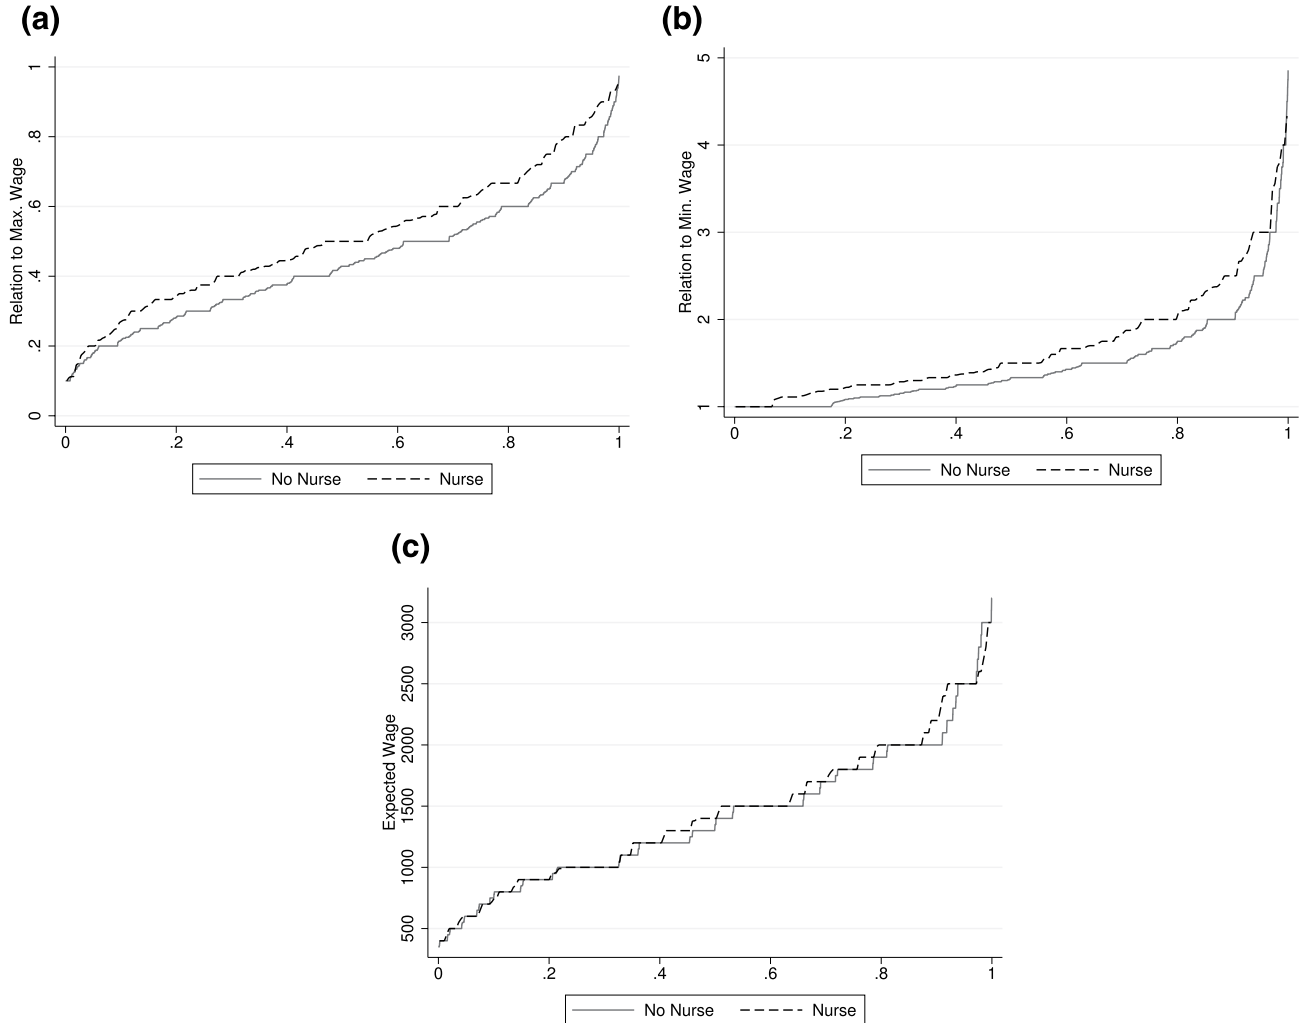 (a)
Relation to Max. Wage
1
.8
.6
.4
.2
0
0 .2 .4 .6 .8 1
No Nurse Nurse
(b)
Relation to Min. Wage
5
4
3
2
1
0 .2 .4 .6 .8 1
No Nurse Nurse
(c)
Expected Wage
3000
2500
2000
1500
1000
500
0 .2 .4 .6 .8 1
No Nurse Nurse